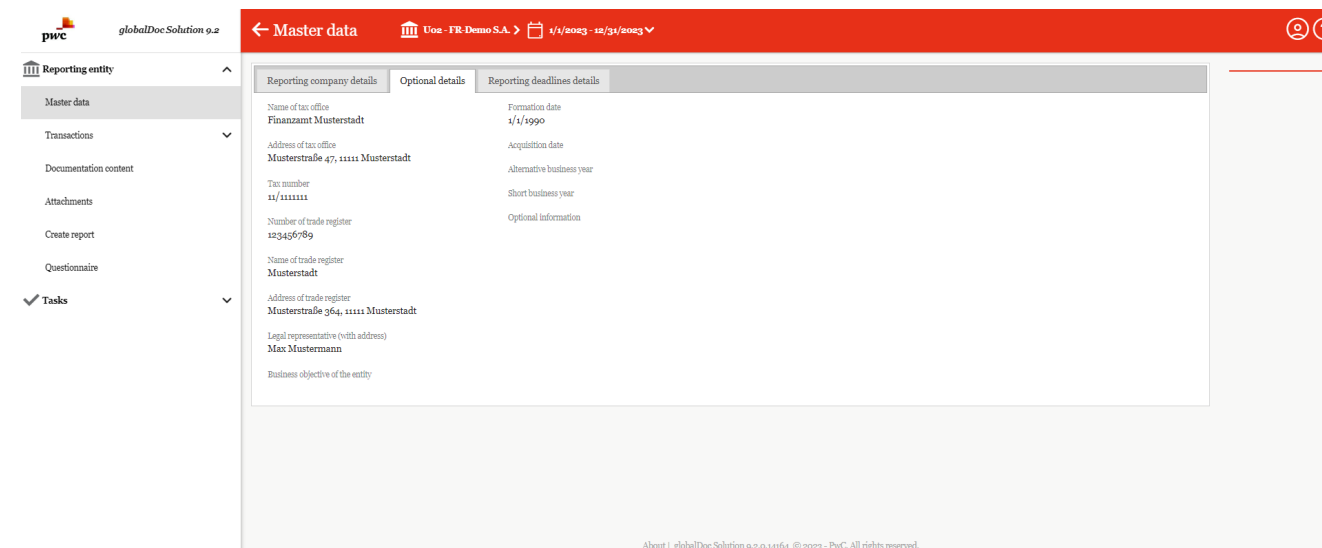 pwc
globalDoc Solution 9.2
Master data
U02 - FR-Demo S.A.
1/1/2023 - 12/31/2023
Reporting entity
Master data
Transactions
Documentation content
Attachments
Create report
Questionnaire
Tasks
Reporting company details
Optional details
Reporting deadlines details
Name of tax office
Finanzamt Musterstadt
Address of tax office
Musterstraße 47, 11111 Musterstadt
Tax number
11/1111111
Number of trade register
123456789
Name of trade register
Musterstadt
Address of trade register
Musterstraße 364, 11111 Musterstadt
Legal representative (with address)
Max Mustermann
Business objective of the entity
Formation date
1/1/1990
Acquisition date
Alternative business year
Short business year
Optional information
About | globalDoc Solution 9.2.0.14164 © 2023 - PwC. All rights reserved.